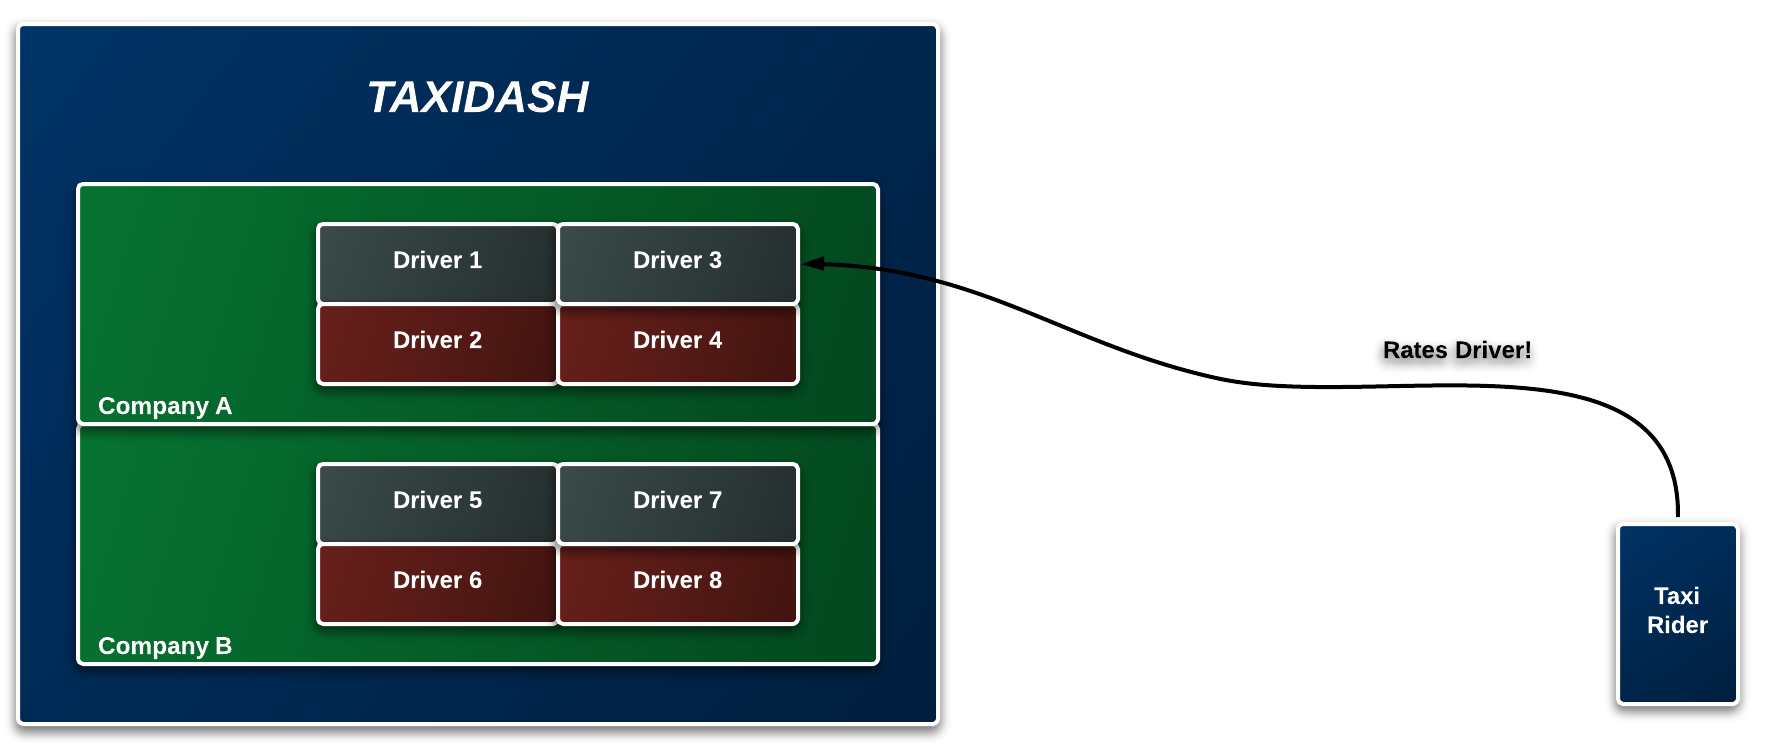 TAXIDASH
Driver 1
Driver 3
Driver 2
Driver 4
Company A
Driver 5
Driver 7
Driver 6
Driver 8
Company B
Rates Driver!
Taxi
Rider